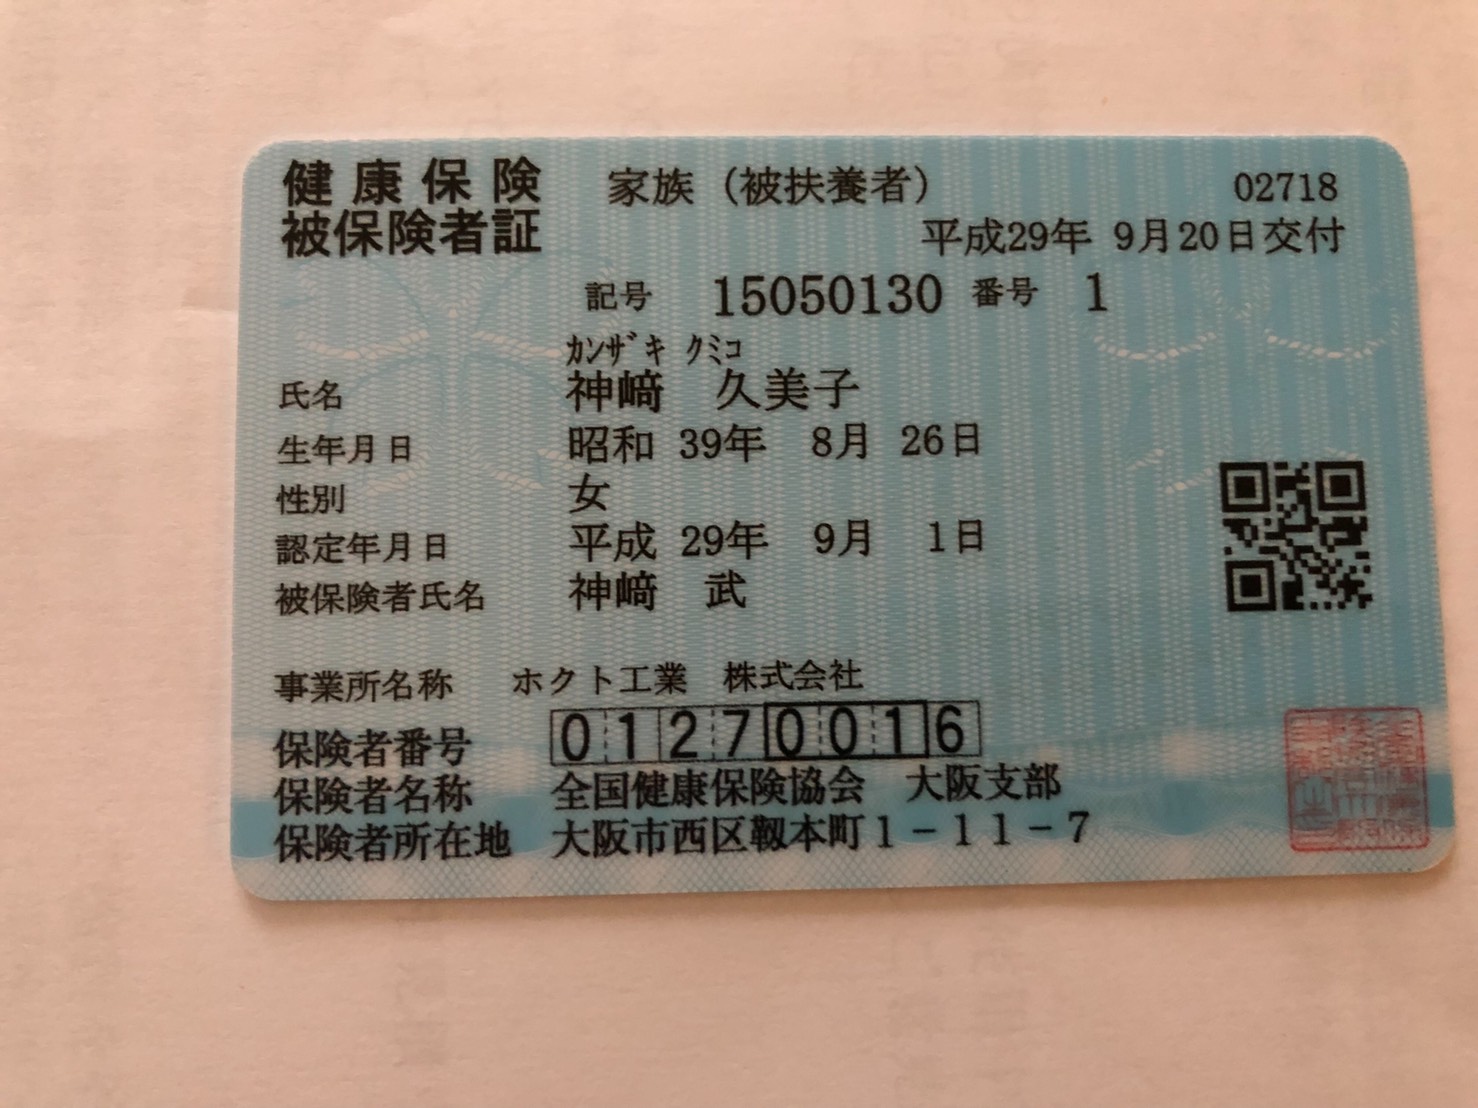 健康保険 家族（被扶養者） 02718
被保険者証 平成29年 9月20日交付
記号 15050130 番号 1
ｶﾝｻﾞｷ ｸﾐｺ
氏名 神﨑 久美子
生年月日 昭和 39年 8月 26日
性別 女
認定年月日 平成 29年 9月 1日
被保険者氏名 神﨑 武
事業所名称 ホクト工業 株式会社
保険者番号 01270016
保険者名称 全国健康保険協会 大阪支部
保険者所在地 大阪市西区靱本町１－１１－７